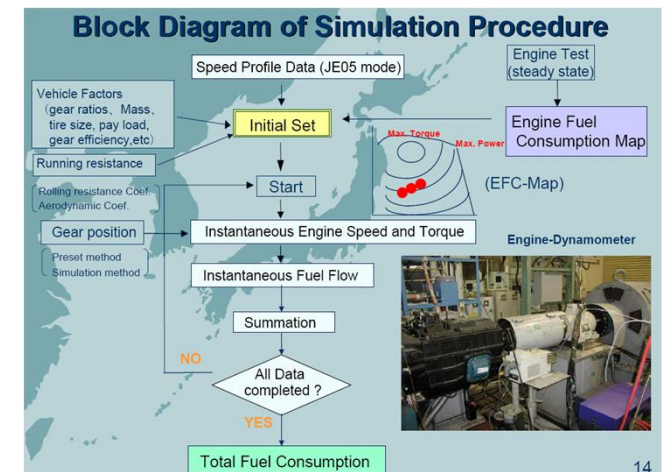 Block Diagram of Simulation Procedure
Speed Profile Data (JE05 mode)
Engine Test
(steady state)
Vehicle Factors
(gear ratios、Mass、
tire size, pay load,
gear efficiency,etc)
Initial Set
Engine Fuel
Consumption Map
Max. Torque
Max. Power
Running resistance
Rolling resistance Coef.
Aerodynamic Coef.
Start
(EFC-Map)
Gear position
Instantaneous Engine Speed and Torque
Engine-Dynamometer
Preset method
Simulation method
Instantaneous Fuel Flow
Summation
NO
All Data
completed ?
YES
Total Fuel Consumption
14